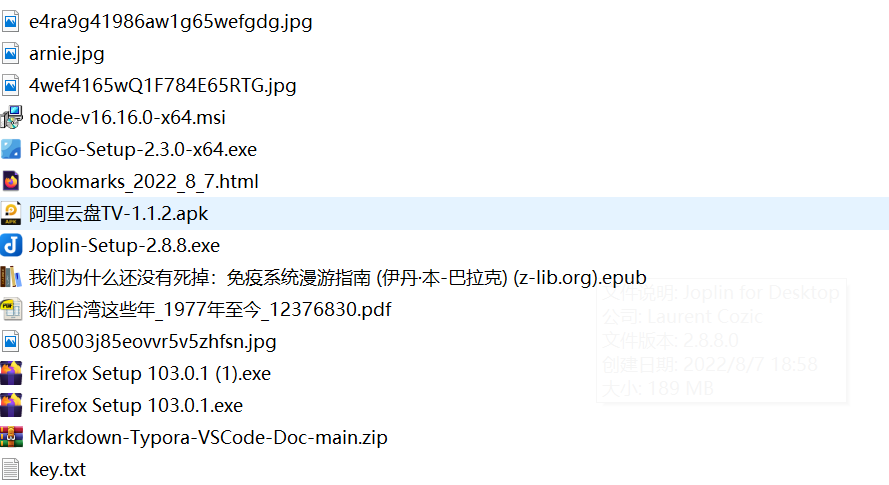 e4ra9g41986aw1g65wefgdg.jpg
arnie.jpg
4wef4165wQ1F784E65RTG.jpg
node-v16.16.0-x64.msi
PicGo-Setup-2.3.0-x64.exe
bookmarks_2022_8_7.html
阿里云盘TV-1.1.2.apk
Joplin-Setup-2.8.8.exe
我们为什么还没有死掉：免疫系统漫游指南 (伊丹·本-巴拉克) (z-lib.org).epub
我们台湾这些年_1977年至今_12376830.pdf
文件说明: Joplin for Desktop
公司: Laurent Cozic
文件版本: 2.8.8.0
创建日期: 2022/8/7 18:58
大小: 189 MB
085003j85eovvr5v5zhfsn.jpg
Firefox Setup 103.0.1 (1).exe
Firefox Setup 103.0.1.exe
Markdown-Typora-VSCode-Doc-main.zip
key.txt